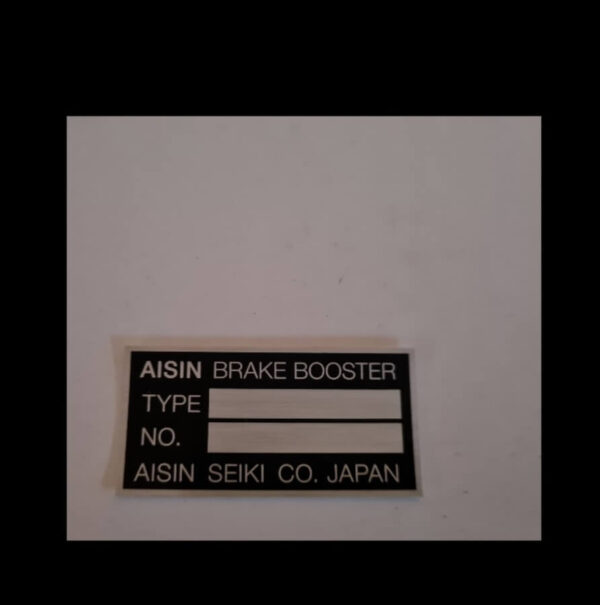 AISIN BRAKE BOOSTER
TYPE
NO.
AISIN SEIKI CO. JAPAN